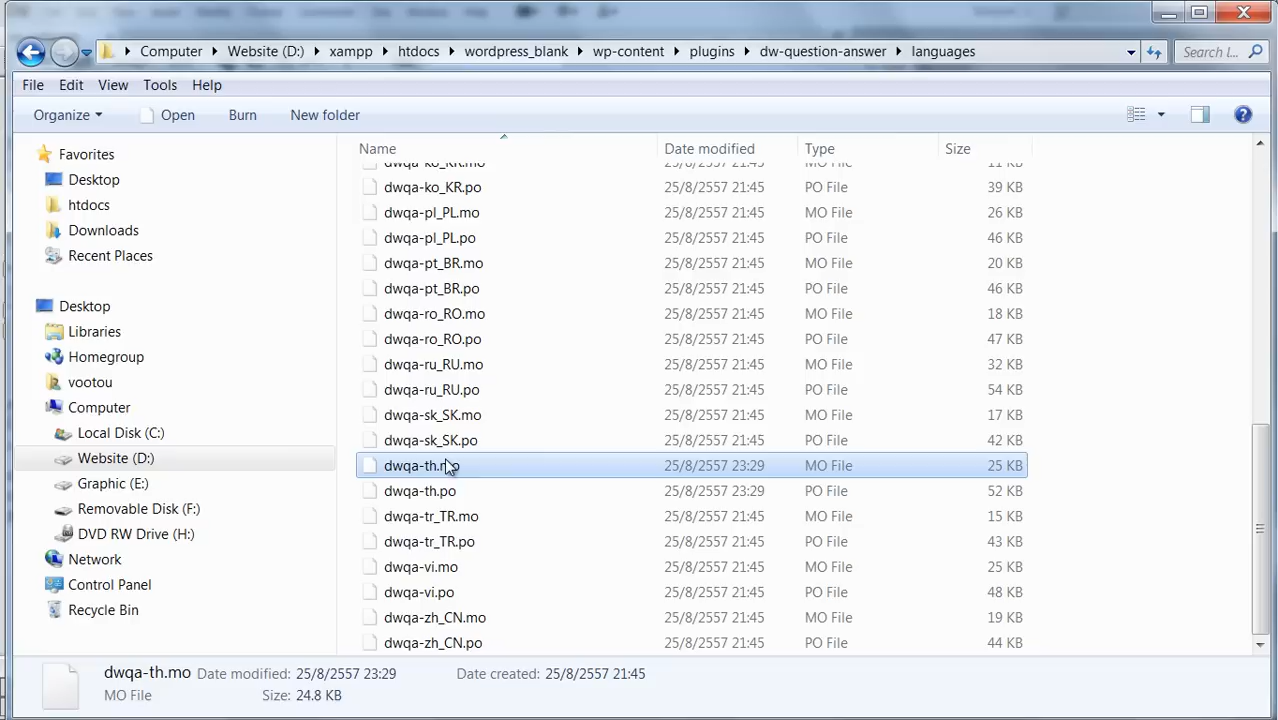 Computer Website (D:) xampp htdocs wordpress_blank wp-content plugins dw-question-answer languages Search l...
File Edit View Tools Help
Organize Open Burn New folder
Favorites
Desktop
htdocs
Downloads
Recent Places
Desktop
Libraries
Homegroup
vootou
Computer
Local Disk (C:)
Website (D:)
Graphic (E:)
Removable Disk (F:)
DVD RW Drive (H:)
Network
Control Panel
Recycle Bin
Name Date modified Type Size
dwqa-ko_KR.mo 25/8/2557 21:45 MO File 11 KB
dwqa-ko_KR.po 25/8/2557 21:45 PO File 39 KB
dwqa-pl_PL.mo 25/8/2557 21:45 MO File 26 KB
dwqa-pl_PL.po 25/8/2557 21:45 PO File 46 KB
dwqa-pt_BR.mo 25/8/2557 21:45 MO File 20 KB
dwqa-pt_BR.po 25/8/2557 21:45 PO File 46 KB
dwqa-ro_RO.mo 25/8/2557 21:45 MO File 18 KB
dwqa-ro_RO.po 25/8/2557 21:45 PO File 47 KB
dwqa-ru_RU.mo 25/8/2557 21:45 MO File 32 KB
dwqa-ru_RU.po 25/8/2557 21:45 PO File 54 KB
dwqa-sk_SK.mo 25/8/2557 21:45 MO File 17 KB
dwqa-sk_SK.po 25/8/2557 21:45 PO File 42 KB
dwqa-th.mo 25/8/2557 23:29 MO File 25 KB
dwqa-th.po 25/8/2557 23:29 PO File 52 KB
dwqa-tr_TR.mo 25/8/2557 21:45 MO File 15 KB
dwqa-tr_TR.po 25/8/2557 21:45 PO File 43 KB
dwqa-vi.mo 25/8/2557 21:45 MO File 25 KB
dwqa-vi.po 25/8/2557 21:45 PO File 48 KB
dwqa-zh_CN.mo 25/8/2557 21:45 MO File 19 KB
dwqa-zh_CN.po 25/8/2557 21:45 PO File 44 KB
dwqa-th.mo Date modified: 25/8/2557 23:29 Date created: 25/8/2557 21:45
MO File Size: 24.8 KB